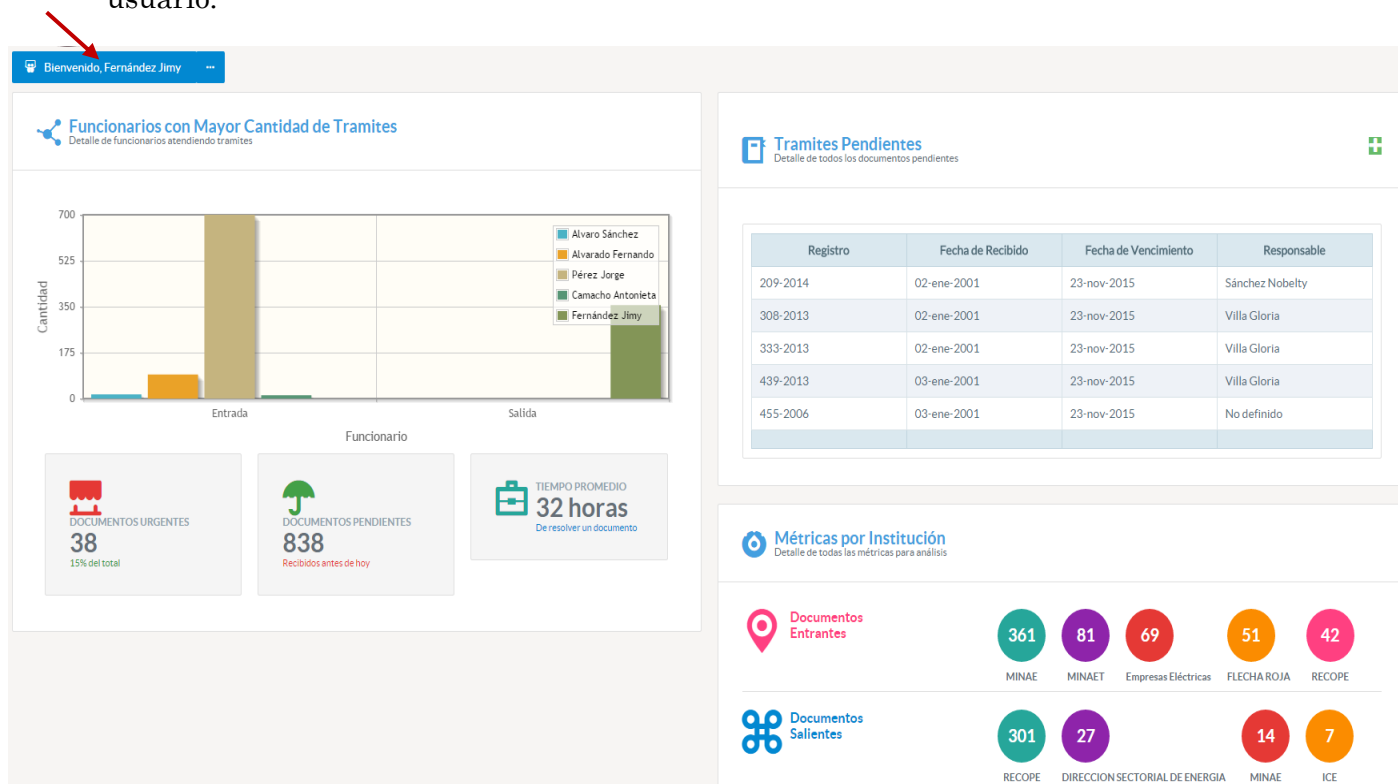 usuario.
Bienvenido, Fernández Jimy ...
Funcionarios con Mayor Cantidad de Tramites
Detalle de funcionarios atendiendo tramites
700
525
350
175
0
Cantidad
Alvaro Sánchez
Alvarado Fernando
Pérez Jorge
Camacho Antonieta
Fernández Jimy
Entrada
Salida
Funcionario
DOCUMENTOS URGENTES
38
15% del total
DOCUMENTOS PENDIENTES
838
Recibidos antes de hoy
TIEMPO PROMEDIO
32 horas
De resolver un documento
Tramites Pendientes
Detalle de todos los documentos pendientes
Registro Fecha de Recibido Fecha de Vencimiento Responsable
209-2014 02-ene-2001 23-nov-2015 Sánchez Nobelty
308-2013 02-ene-2001 23-nov-2015 Villa Gloria
333-2013 02-ene-2001 23-nov-2015 Villa Gloria
439-2013 03-ene-2001 23-nov-2015 Villa Gloria
455-2006 03-ene-2001 23-nov-2015 No definido
Métricas por Institución
Detalle de todas las métricas para análisis
Documentos
Entrantes
361 81 69 51 42
MINAE MINAET Empresas Eléctricas FLECHA ROJA RECOPE
Documentos
Salientes
301 27 14 7
RECOPE DIRECCION SECTORIAL DE ENERGIA MINAE ICE